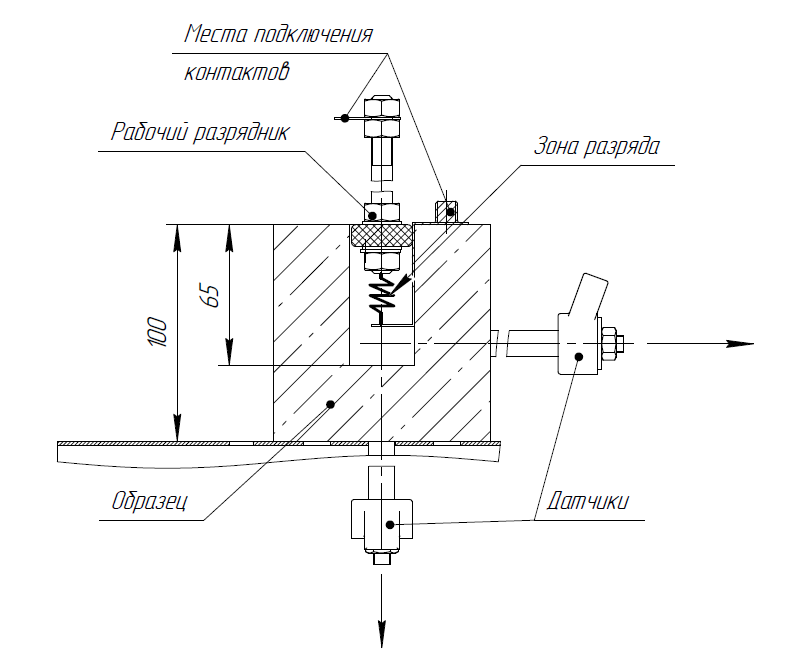 Места подключения
контактов
Рабочий разрядник
Зона разряда
65
100
Образец
Датчики